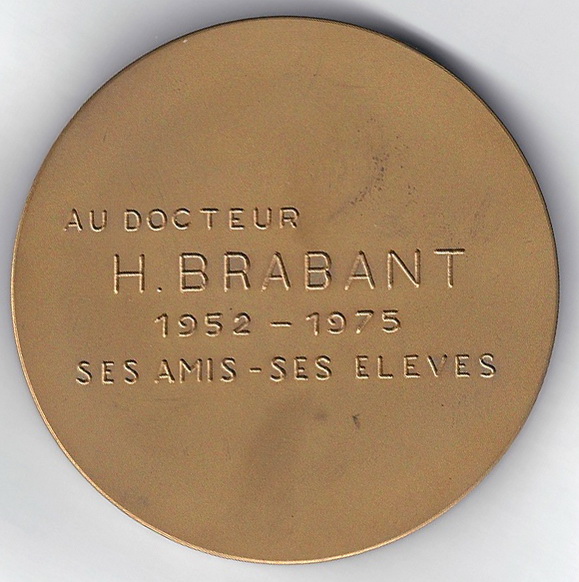 AU DOCTEUR
H. BRABANT
1952 - 1975
SES AMIS - SES ELEVES